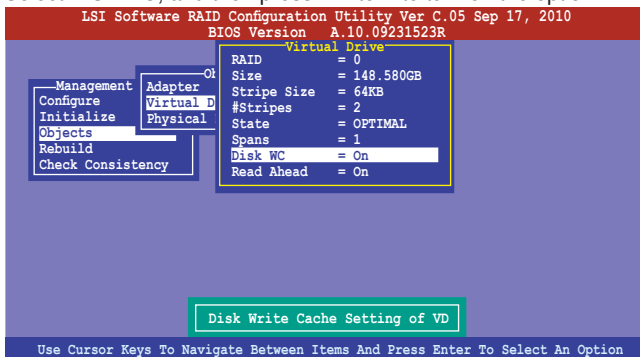 LSI Software RAID Configuration Utility Ver C.05 Sep 17, 2010
BIOS Version A.10.09231523R
Management
Configure
Initialize
Objects
Rebuild
Check Consistency
Adapter
Virtual D
Physical
Virtual Drive
RAID = 0
Size = 148.580GB
Stripe Size = 64KB
#Stripes = 2
State = OPTIMAL
Spans = 1
Disk WC = On
Read Ahead = On
Disk Write Cache Setting of VD
Use Cursor Keys To Navigate Between Items And Press Enter To Select An Option